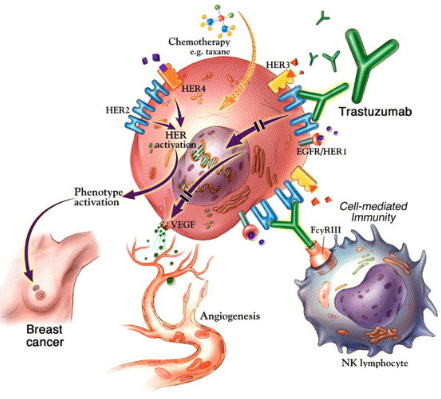 Chemotherapy
e.g. taxane
HER3
HER4
HER2
Trastuzumab
HER
activation
EGFR/HER1
Phenotype
activation
VEGF
Cell-mediated
Immunity
FcγRIII
Angiogenesis
Breast
cancer
NK lymphocyte